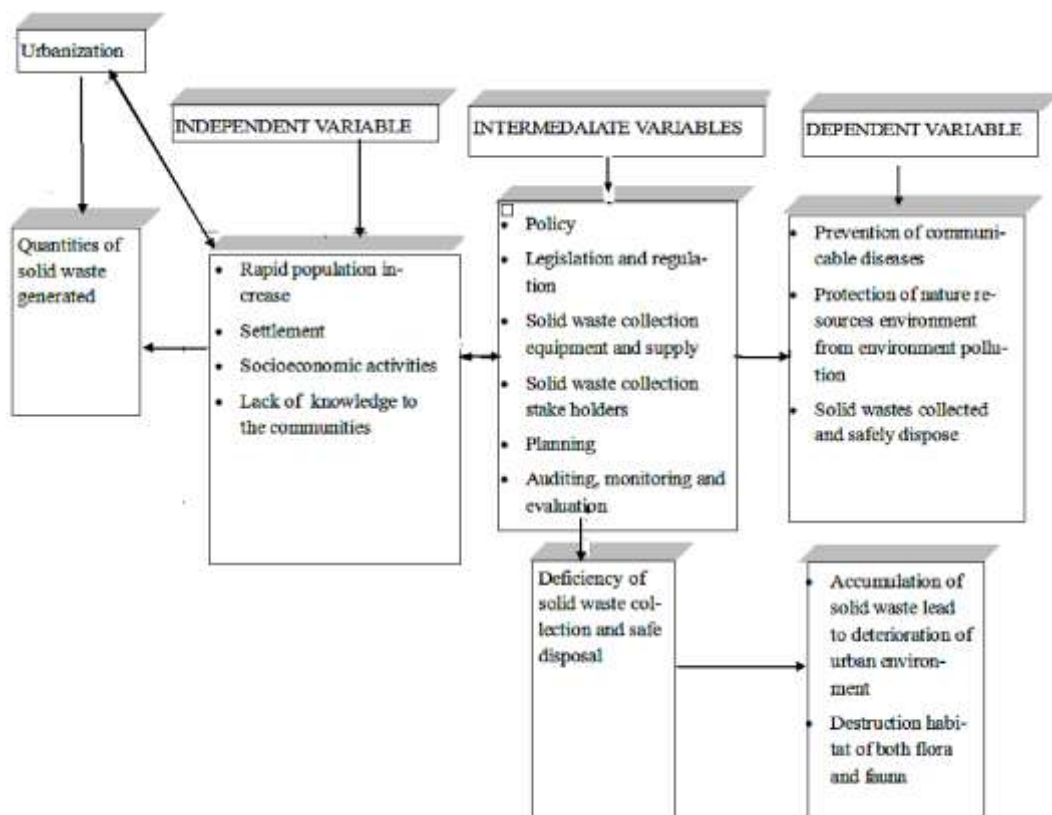 Urbanization
INDEPENDENT VARIABLE
INTERMEDAIATE VARIABLES
DEPENDENT VARIABLE
Quantities of
solid waste
generated
• Rapid population in-
crease
• Settlement
• Socioeconomic activities
• Lack of knowledge to
the communities
• Policy
• Legislation and regula-
tion
• Solid waste collection
equipment and supply
• Solid waste collection
stake holders
• Planning
• Auditing, monitoring and
evaluation
• Prevention of communi-
cable diseases
• Protection of nature re-
sources environment
from environment pollu-
tion
• Solid wastes collected
and safely dispose
Deficiency of
solid waste col-
lection and safe
disposal
• Accumulation of
solid waste lead
to deterioration of
urban environ-
ment
• Destruction habi-
tat of both flora
and fauna